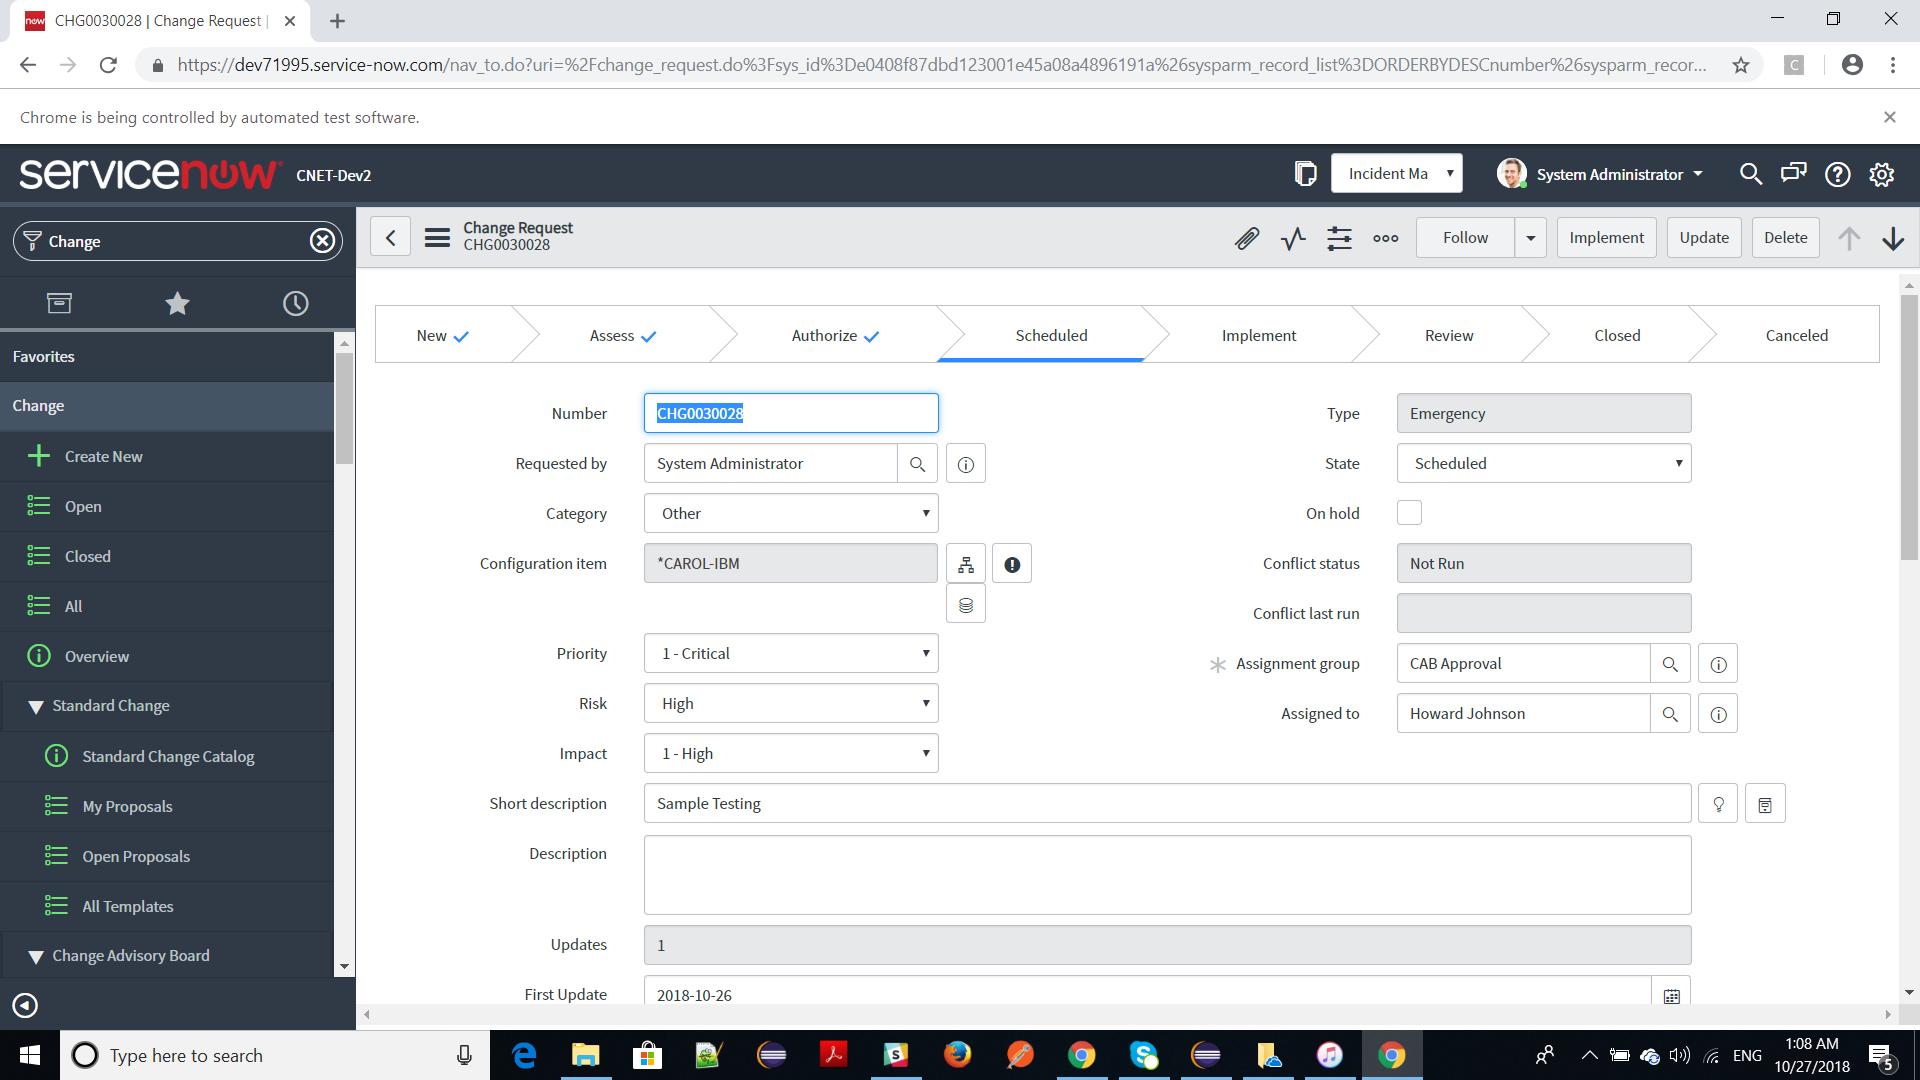 CHG0030028 | Change Request |
https://dev71995.service-now.com/nav_to.do?uri=%2Fchange_request.do%3Fsys_id%3De0408f87dbd123001e45a08a4896191a%26sysparm_record_list%3DORDERBYDESCnumber%26sysparm_recor...
Chrome is being controlled by automated test software.
servicenow CNET-Dev2
Incident Ma
System Administrator
Change
Change Request
CHG0030028
Follow
Implement
Update
Delete
Favorites
Change
Create New
Open
Closed
All
Overview
Standard Change
Standard Change Catalog
My Proposals
Open Proposals
All Templates
Change Advisory Board
New
Assess
Authorize
Scheduled
Implement
Review
Closed
Canceled
Number CHG0030028
Requested by System Administrator
Category Other
Configuration item *CAROL-IBM
Priority 1 - Critical
Risk High
Impact 1 - High
Type Emergency
State Scheduled
On hold
Conflict status Not Run
Conflict last run
Assignment group CAB Approval
Assigned to Howard Johnson
Short description Sample Testing
Description
Updates 1
First Update 2018-10-26
Type here to search
ENG
1:08 AM
10/27/2018
5